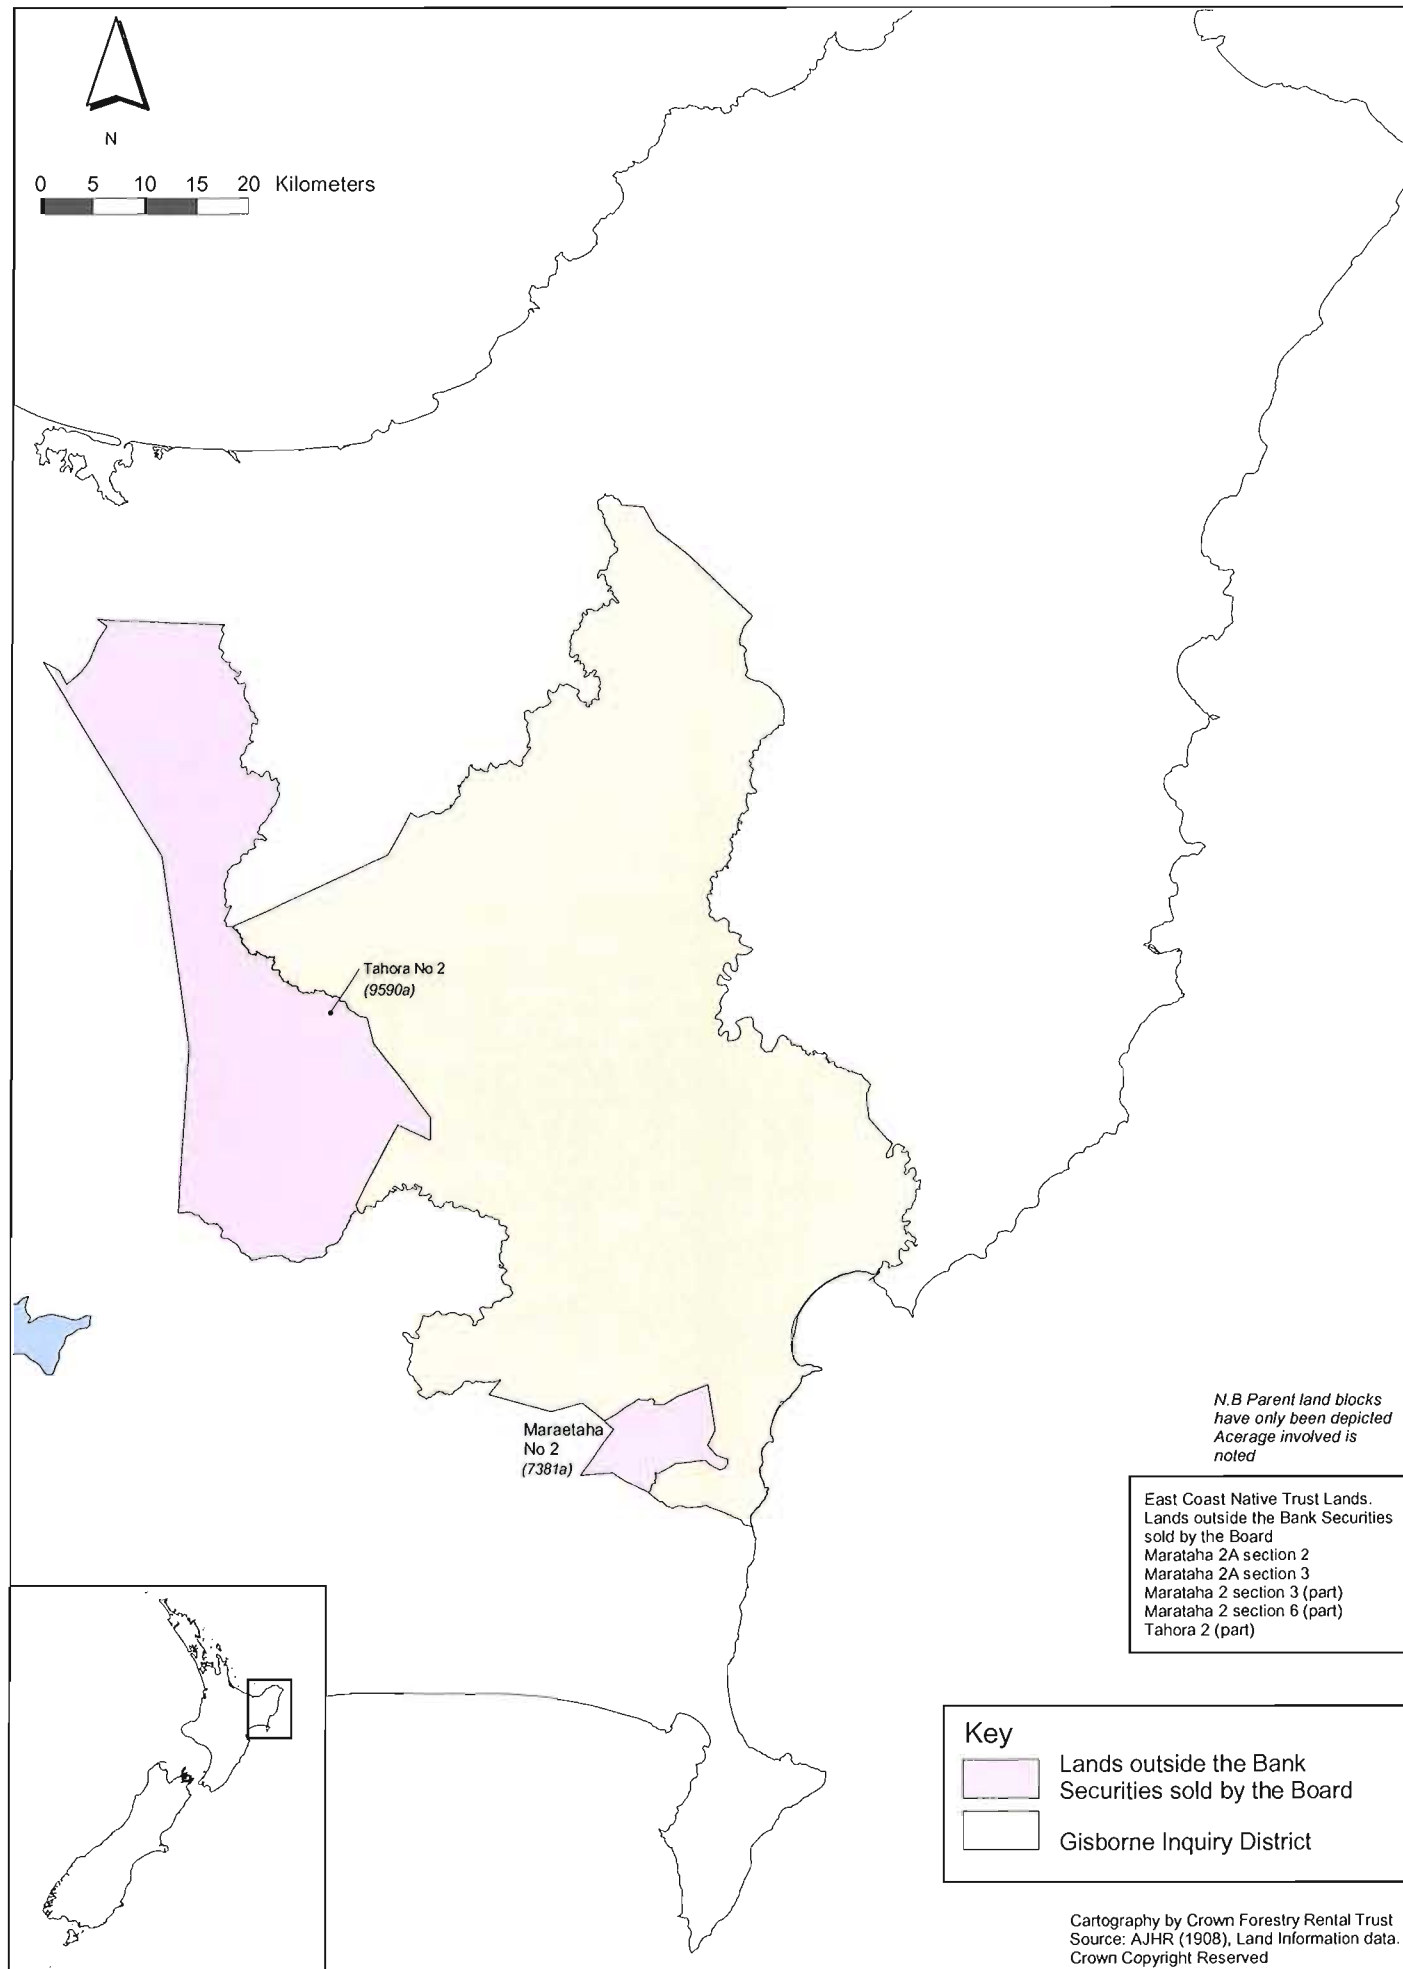 N
0 5 10 15 20 Kilometers
Tahora No 2
(9590a)
Maraetaha
No 2
(7381a)
N.B Parent land blocks
have only been depicted
Acerage involved is
noted
East Coast Native Trust Lands.
Lands outside the Bank Securities
sold by the Board
Marataha 2A section 2
Marataha 2A section 3
Marataha 2 section 3 (part)
Marataha 2 section 6 (part)
Tahora 2 (part)
Key
Lands outside the Bank
Securities sold by the Board
Gisborne Inquiry District
Cartography by Crown Forestry Rental Trust
Source: AJHR (1908), Land Information data.
Crown Copyright Reserved